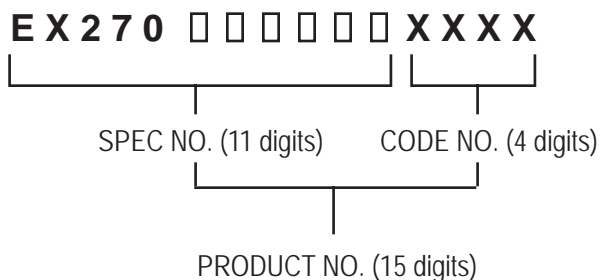 EX270 □□□□□□ XXXX
SPEC NO. (11 digits) CODE NO. (4 digits)
PRODUCT NO. (15 digits)